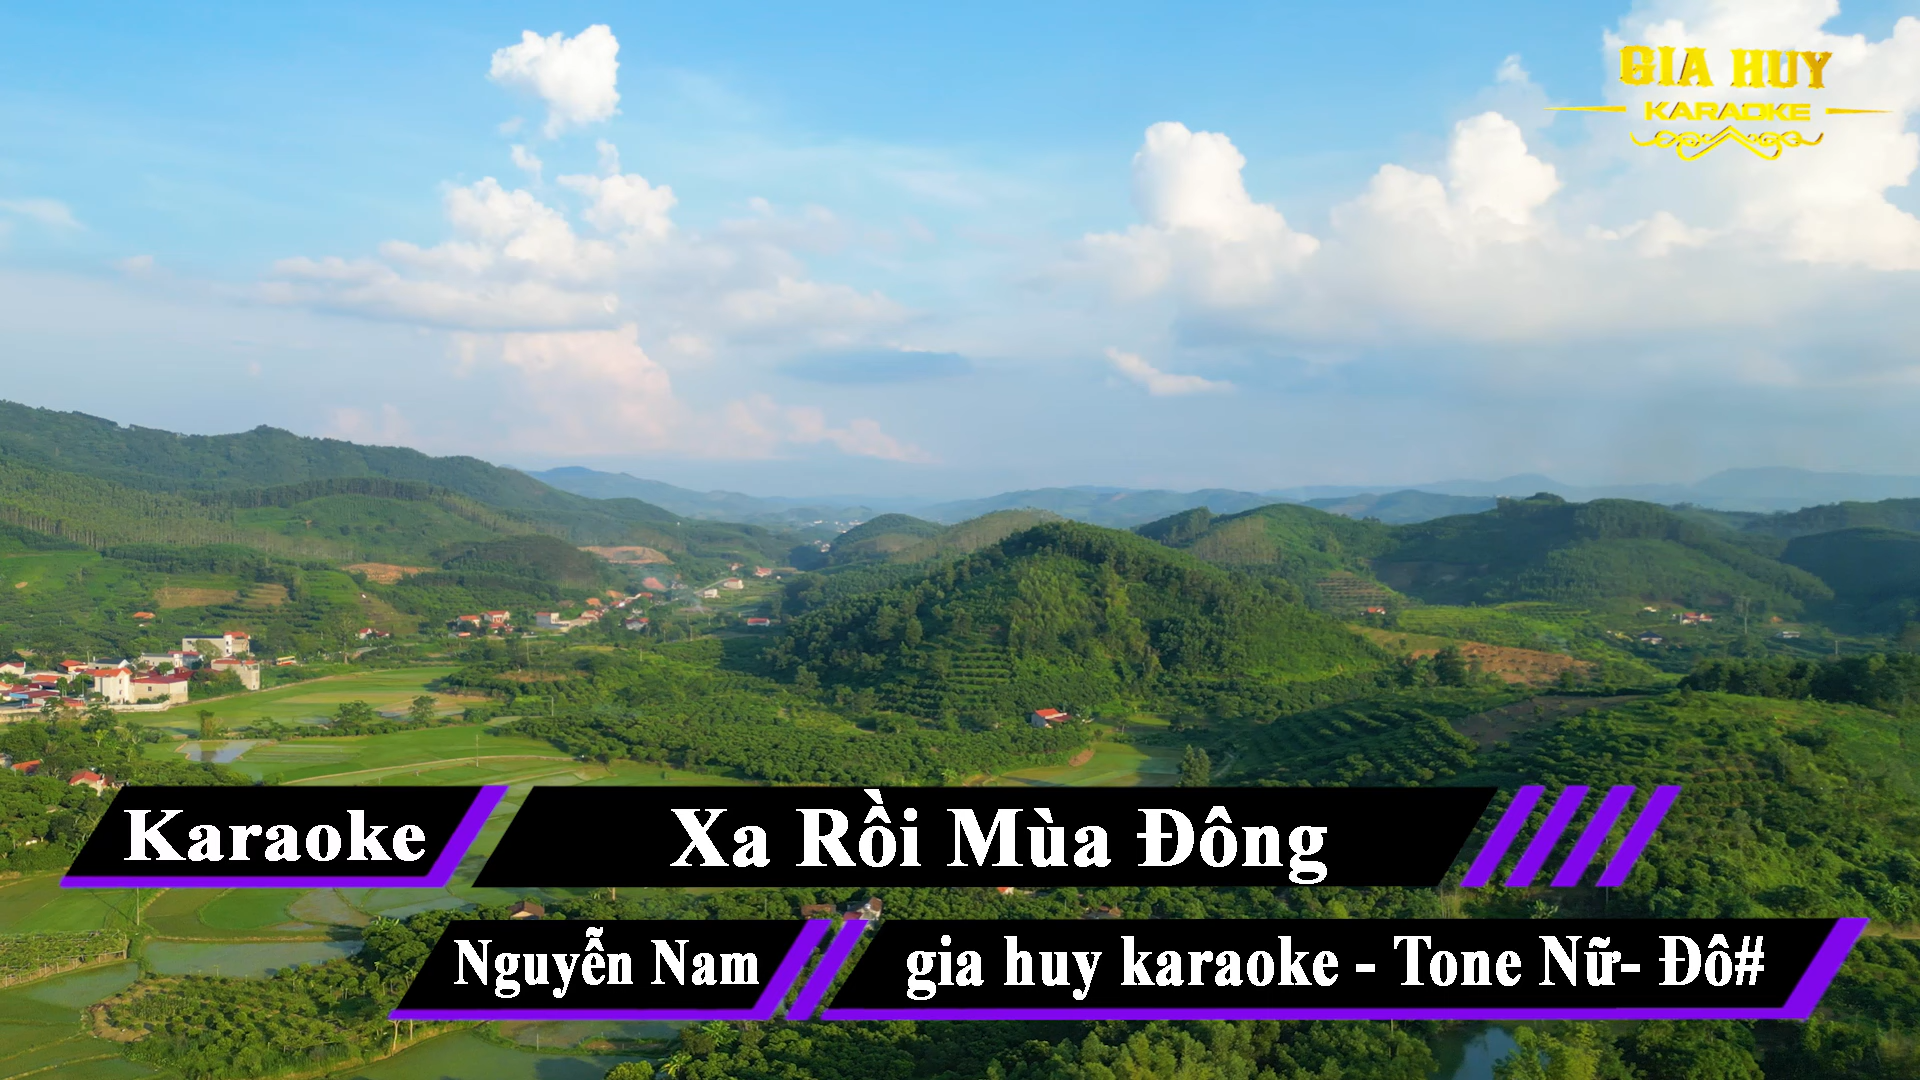 GIA HUY
KARAOKE
Karaoke
Xa Rồi Mùa Đông
Nguyễn Nam
gia huy karaoke - Tone Nữ- Đô#